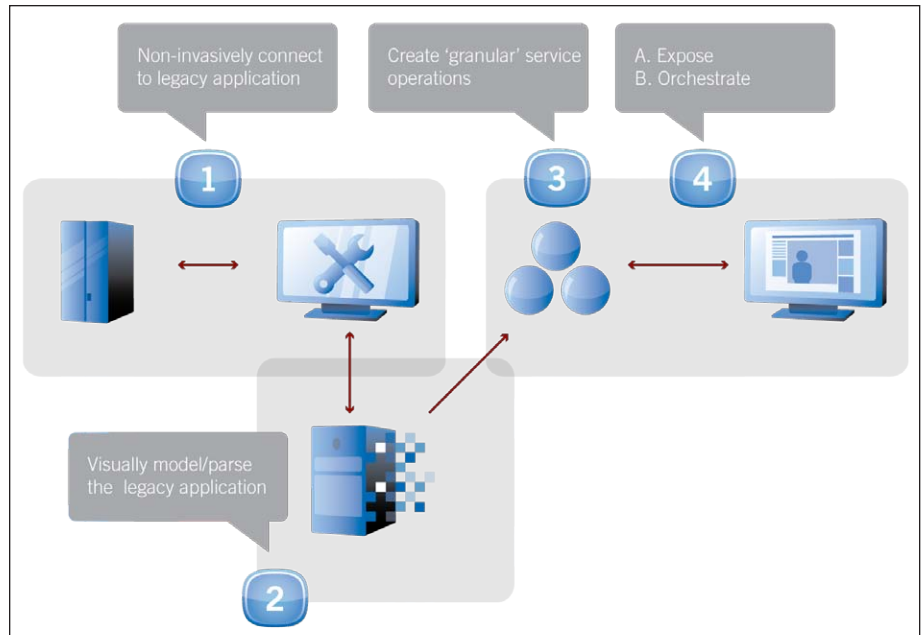 Non-invasively connect
to legacy application
1
Create ‘granular’ service
operations
3
A. Expose
B. Orchestrate
4
Visually model/parse
the legacy application
2